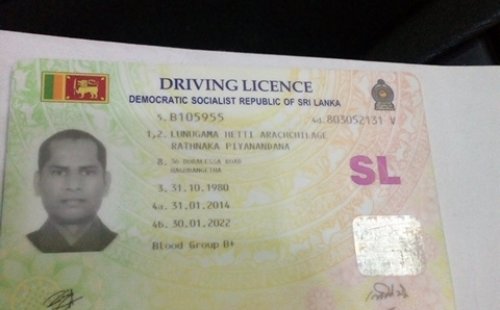 DRIVING LICENCE
DEMOCRATIC SOCIALIST REPUBLIC OF SRI LANKA
5. B105955 4d. 803052131 V
1,2. LUNUGAMA HETTI ARACHCHILAGE
RATHNAKA PIYANANDANA
8. ROAD
SL
3. 31.10.1980
4a. 31.01.2014
4b. 30.01.2022
Blood Group B+